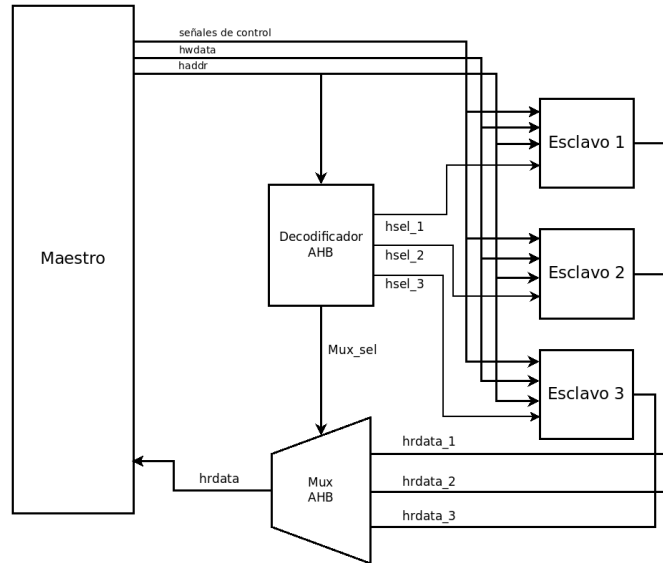 señales de control
hwdata
haddr
Esclavo 1
Maestro
Decodificador
AHB
hsel_1
hsel_2
hsel_3
Esclavo 2
Mux_sel
Esclavo 3
hrdata
Mux
AHB
hrdata_1
hrdata_2
hrdata_3